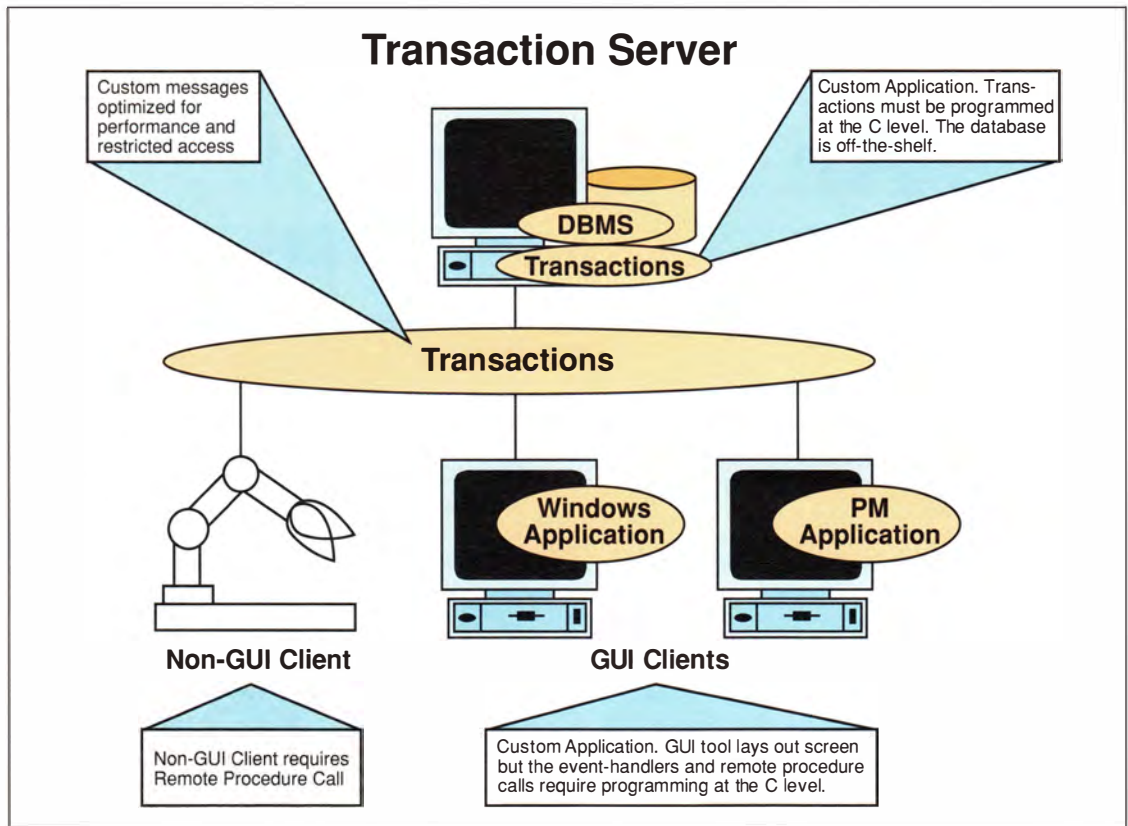 Transaction Server
Custom messages
optimized for
performance and
restricted access
Custom Application. Trans-
actions must be programmed
at the C level. The database
is off-the-shelf.
DBMS
Transactions
Transactions
Windows
Application
PM
Application
Non-GUI Client
GUI Clients
Non-GUI Client requires
Remote Procedure Call
Custom Application. GUI tool lays out screen
but the event-handlers and remote procedure
calls require programming at the C level.